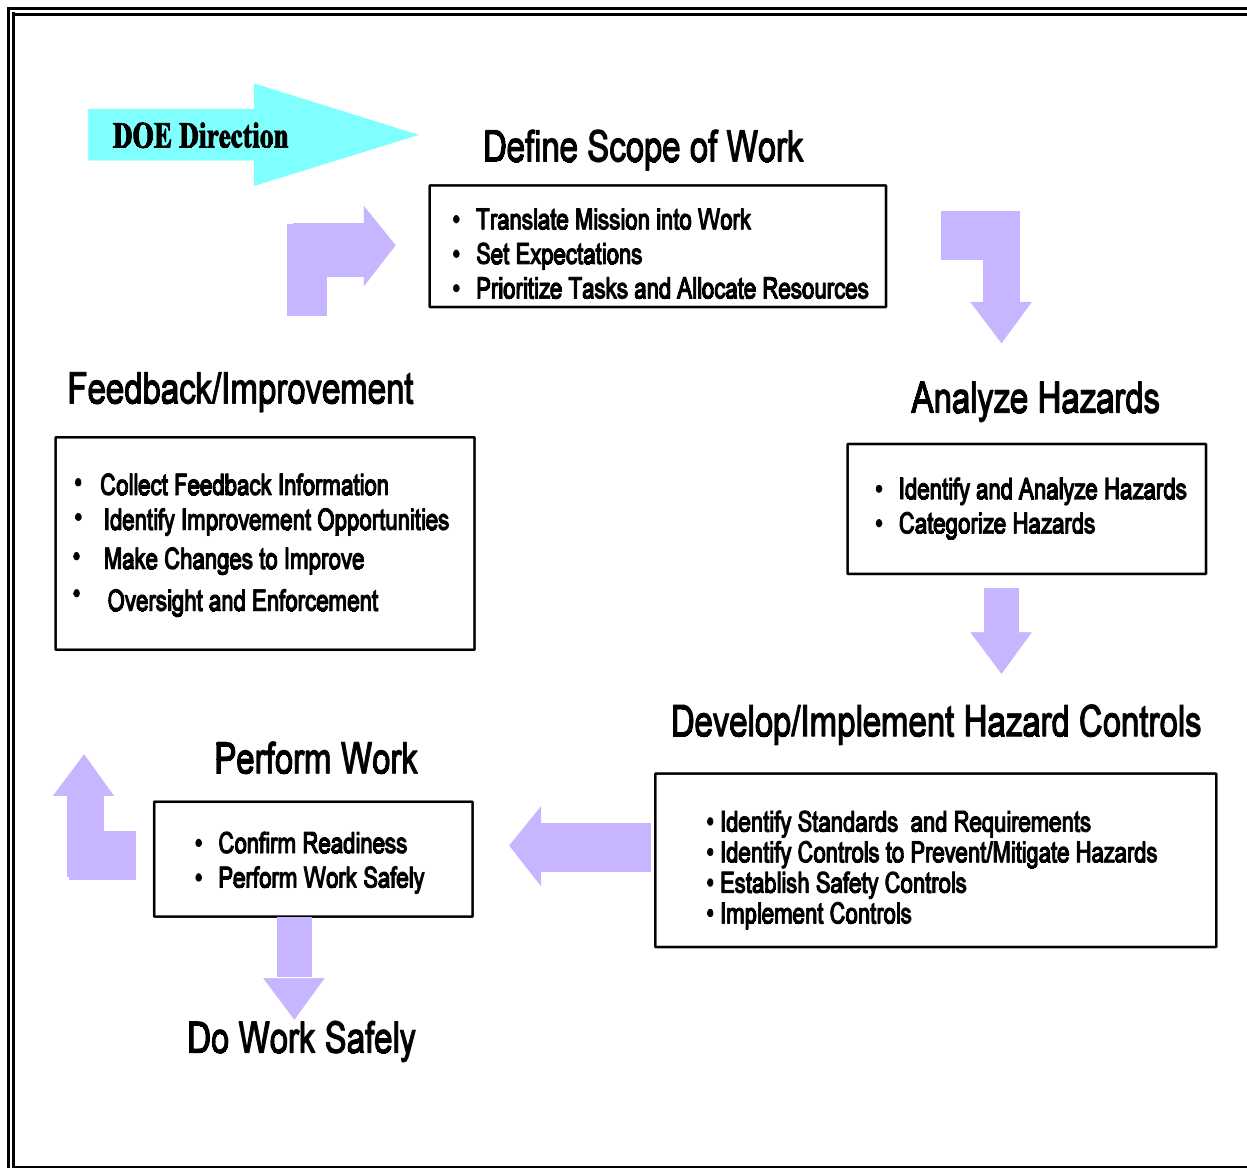 DOE Direction
Define Scope of Work
• Translate Mission into Work
• Set Expectations
• Prioritize Tasks and Allocate Resources
Analyze Hazards
• Identify and Analyze Hazards
• Categorize Hazards
Develop/Implement Hazard Controls
• Identify Standards and Requirements
• Identify Controls to Prevent/Mitigate Hazards
• Establish Safety Controls
• Implement Controls
Perform Work
• Confirm Readiness
• Perform Work Safely
Do Work Safely
Feedback/Improvement
• Collect Feedback Information
• Identify Improvement Opportunities
• Make Changes to Improve
• Oversight and Enforcement